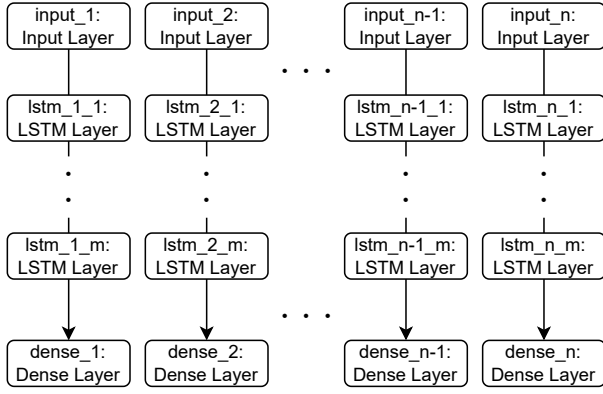 input_1:
Input Layer
input_2:
Input Layer
input_n-1:
Input Layer
input_n:
Input Layer
. . .
lstm_1_1:
LSTM Layer
lstm_2_1:
LSTM Layer
lstm_n-1_1:
LSTM Layer
lstm_n_1:
LSTM Layer
lstm_1_m:
LSTM Layer
lstm_2_m:
LSTM Layer
lstm_n-1_m:
LSTM Layer
lstm_n_m:
LSTM Layer
. . .
dense_1:
Dense Layer
dense_2:
Dense Layer
dense_n-1:
Dense Layer
dense_n:
Dense Layer